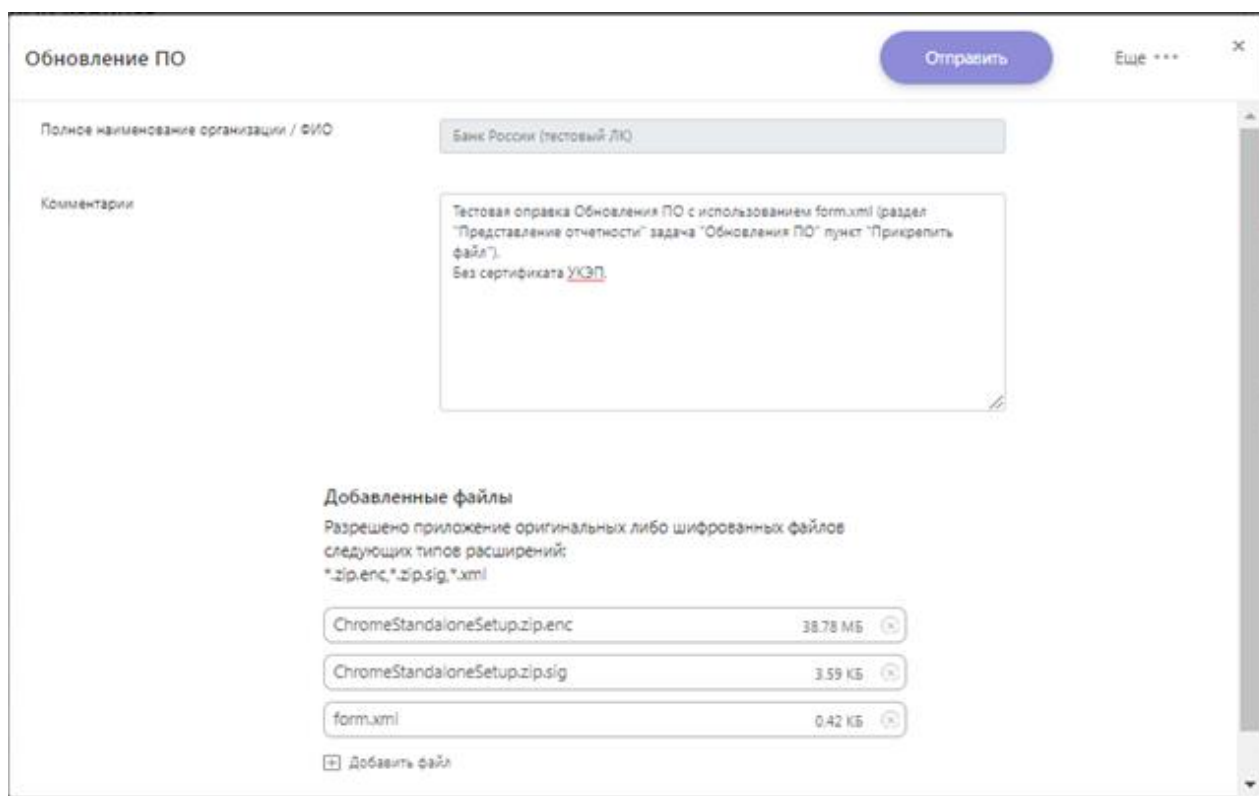 Обновление ПО
Отправить
Еще •••
×
Полное наименование организации / ФИО
Банк России (тестовый ЛК)
Комментарии
Тестовая оправка Обновления ПО с использованием form.xml (раздел
"Представление отчетности" задача "Обновления ПО" пункт "Прикрепить
файл").
Без сертификата УКЭП.
Добавленные файлы
Разрешено приложение оригинальных либо шифрованных файлов
следующих типов расширений:
*.zip.enc,*.zip.sig,*.xml
ChromeStandaloneSetup.zip.enc 38.78 МБ
ChromeStandaloneSetup.zip.sig 3.59 КБ
form.xml 0.42 КБ
Добавить файл